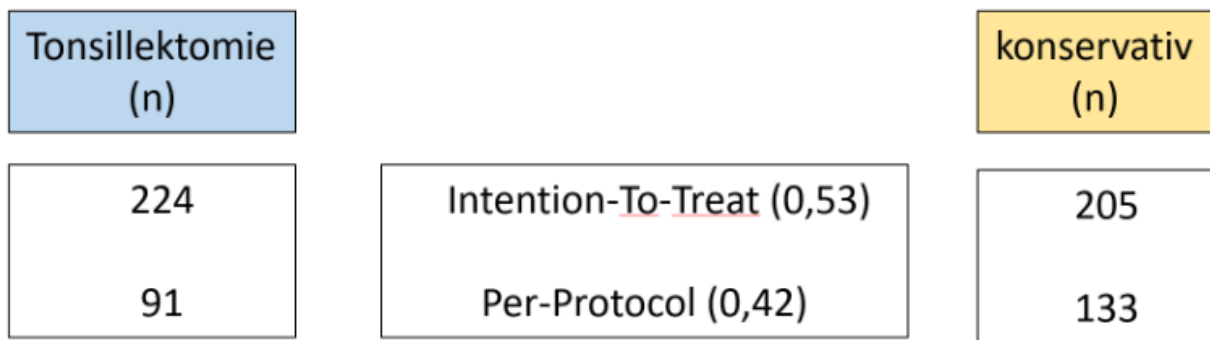 Tonsillektomie
(n)
konservativ
(n)
224
Intention-To-Treat (0,53)
205
91
Per-Protocol (0,42)
133